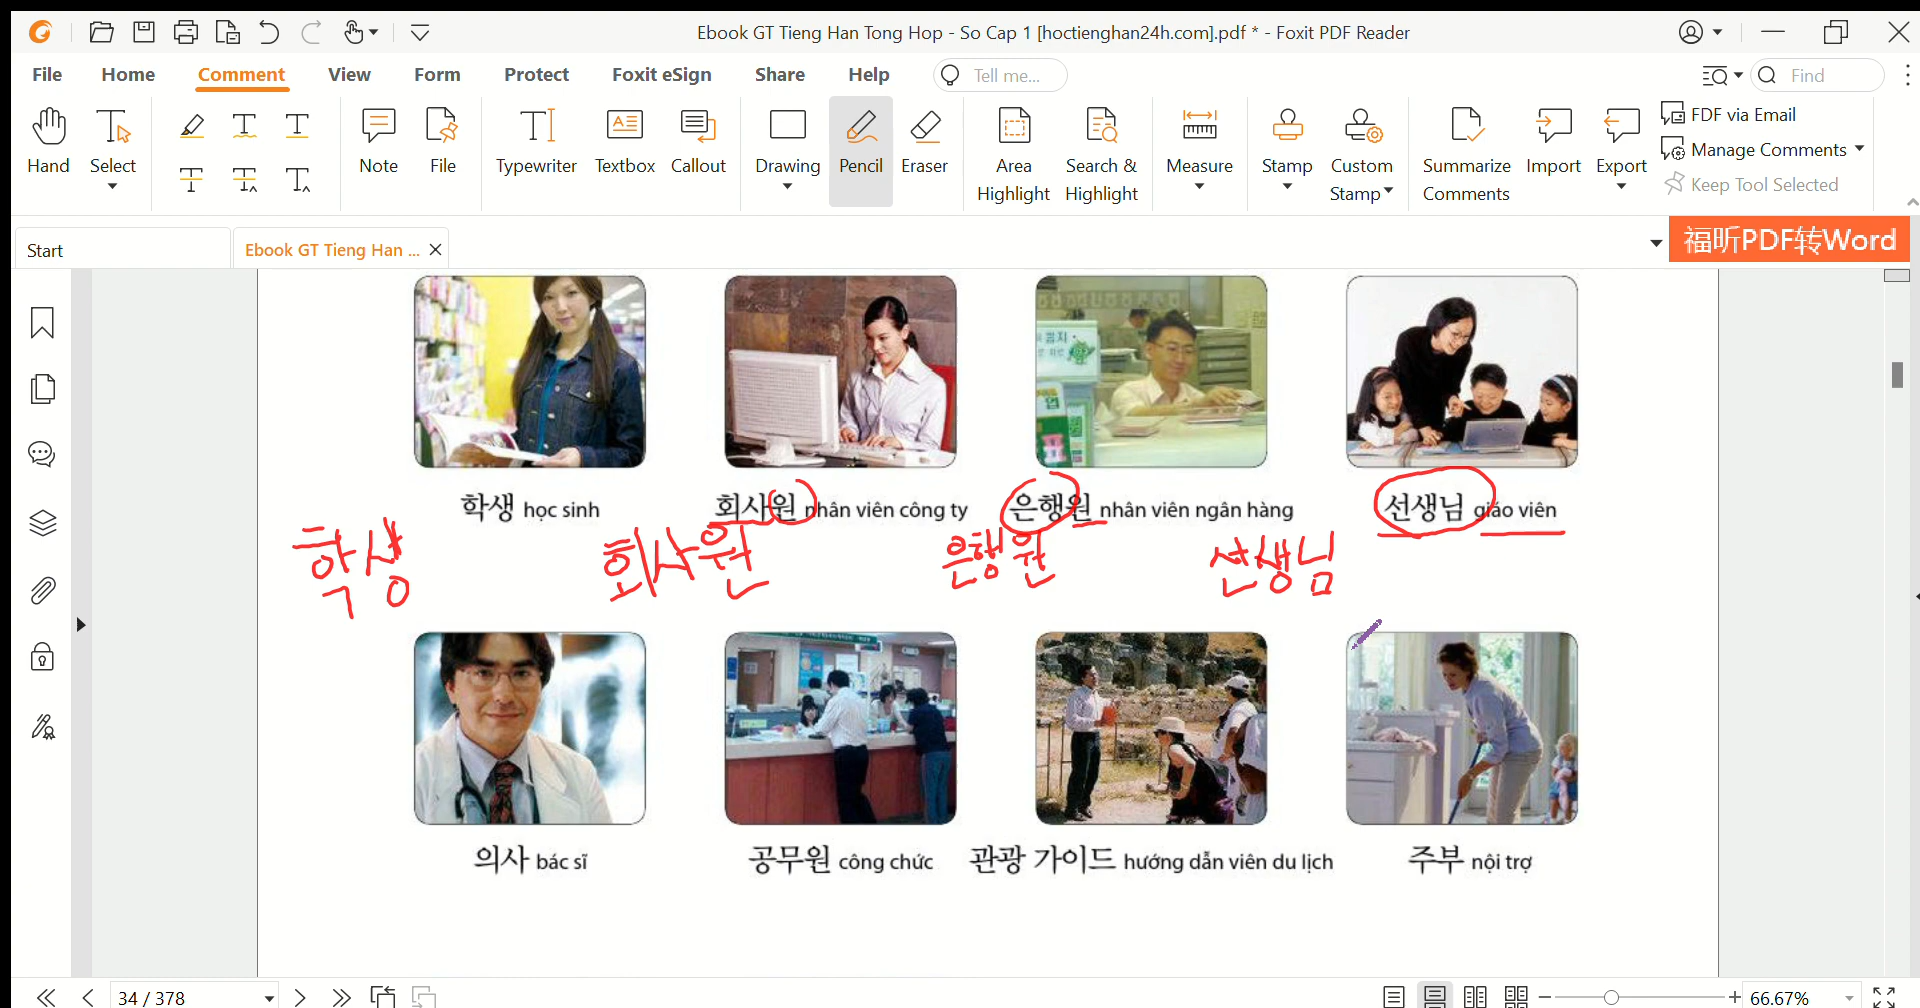 Ebook GT Tieng Han Tong Hop - So Cap 1 [hoctienghan24h.com].pdf * - Foxit PDF Reader
File Home Comment View Form Protect Foxit eSign Share Help Tell me... Find
Hand Select Note File Typewriter Textbox Callout Drawing Pencil Eraser Area Highlight Search & Highlight Measure Stamp Custom Stamp Summarize Comments Import Export
FDF via Email
Manage Comments
Keep Tool Selected
Start Ebook GT Tieng Han ... 福昕PDF转Word
학생 học sinh 회사원 nhân viên công ty 은행원 nhân viên ngân hàng 선생님 giáo viên
학생 회사원 은행원 선생님
의사 bác sĩ 공무원 công chức 관광 가이드 hướng dẫn viên du lịch 주부 nội trợ
34 / 378 66.67%